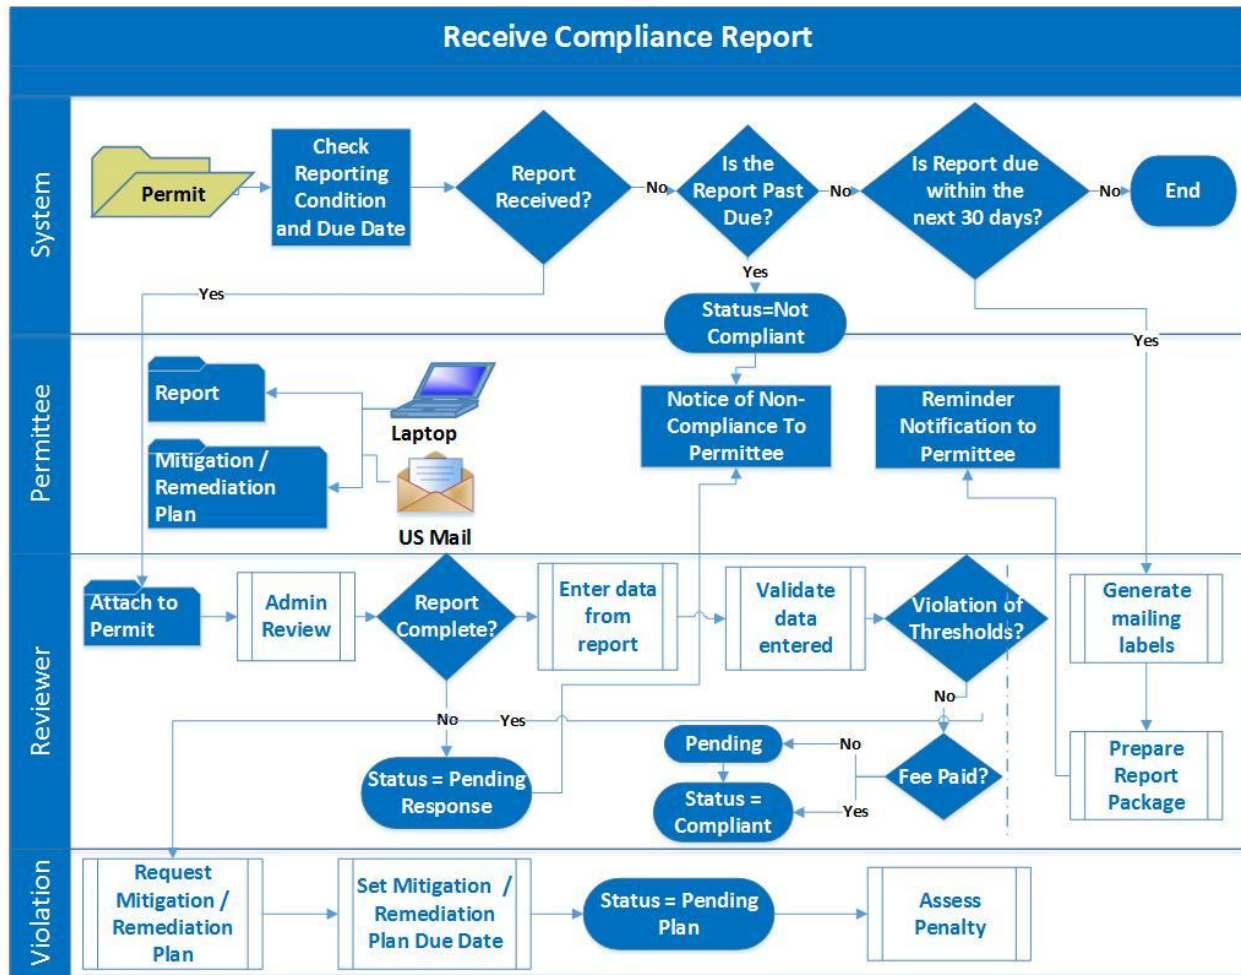 Receive Compliance Report
System
Permit
Check
Reporting
Condition
and Due Date
Report
Received?
No
Is the
Report Past
Due?
No
Is Report due
within the
next 30 days?
No
End
Yes
Yes
Status=Not
Compliant
Yes
Permittee
Report
Mitigation /
Remediation
Plan
Laptop
US Mail
Notice of Non-
Compliance To
Permittee
Reminder
Notification to
Permittee
Reviewer
Attach to
Permit
Admin
Review
Report
Complete?
Enter data
from
report
Validate
data
entered
Violation of
Thresholds?
Generate
mailing
labels
No
Yes
No
Status = Pending
Response
Pending
No
Fee Paid?
Status =
Compliant
Yes
Prepare
Report
Package
Violation
Request
Mitigation /
Remediation
Plan
Set Mitigation /
Remediation
Plan Due Date
Status = Pending
Plan
Assess
Penalty